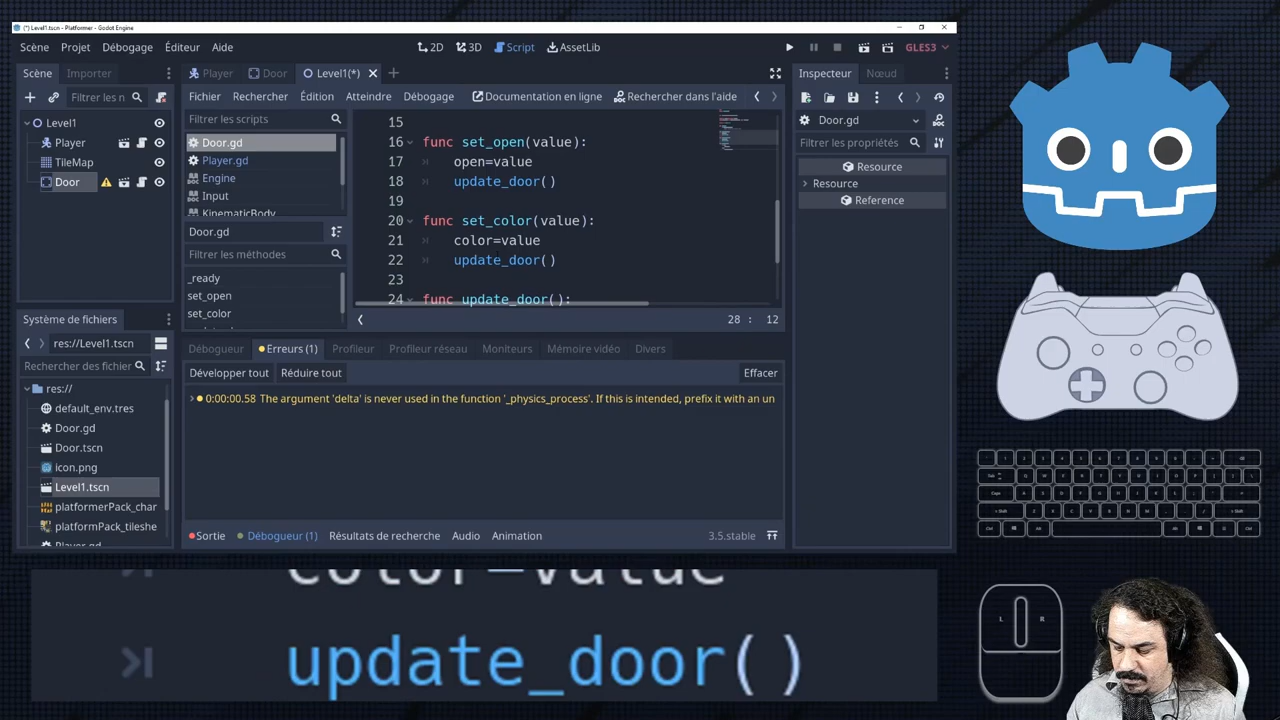 (*) Level1.tscn - Platformer - Godot Engine
Scène Projet Débogage Éditeur Aide
2D 3D Script AssetLib
GLES3
Scène Importer
Filtrer les n
Level1
Player
TileMap
Door
Système de fichiers
res://Level1.tscn
Rechercher des fichier
res://
default_env.tres
Door.gd
Door.tscn
icon.png
Level1.tscn
platformerPack_char
platformPack_tileshe
Player.gd
Player Door Level1(*)
Fichier Rechercher Édition Atteindre Débogage Documentation en ligne Rechercher dans l'aide
Filtrer les scripts
Door.gd
Player.gd
Engine
Input
KinematicBody
Door.gd
Filtrer les méthodes
_ready
set_open
set_color
15
16 func set_open(value):
17 open=value
18 update_door()
19
20 func set_color(value):
21 color=value
22 update_door()
23
24 func update_door():
28 : 12
Débogueur Erreurs (1) Profileur Profileur réseau Moniteurs Mémoire vidéo Divers
Développer tout Réduire tout Effacer
0:00:00.58 The argument 'delta' is never used in the function '_physics_process'. If this is intended, prefix it with an un
Sortie Débogueur (1) Résultats de recherche Audio Animation 3.5.stable
Inspecteur Nœud
Door.gd
Filtrer les propriétés
Resource
Resource
Reference
color=value
update_door()
L R